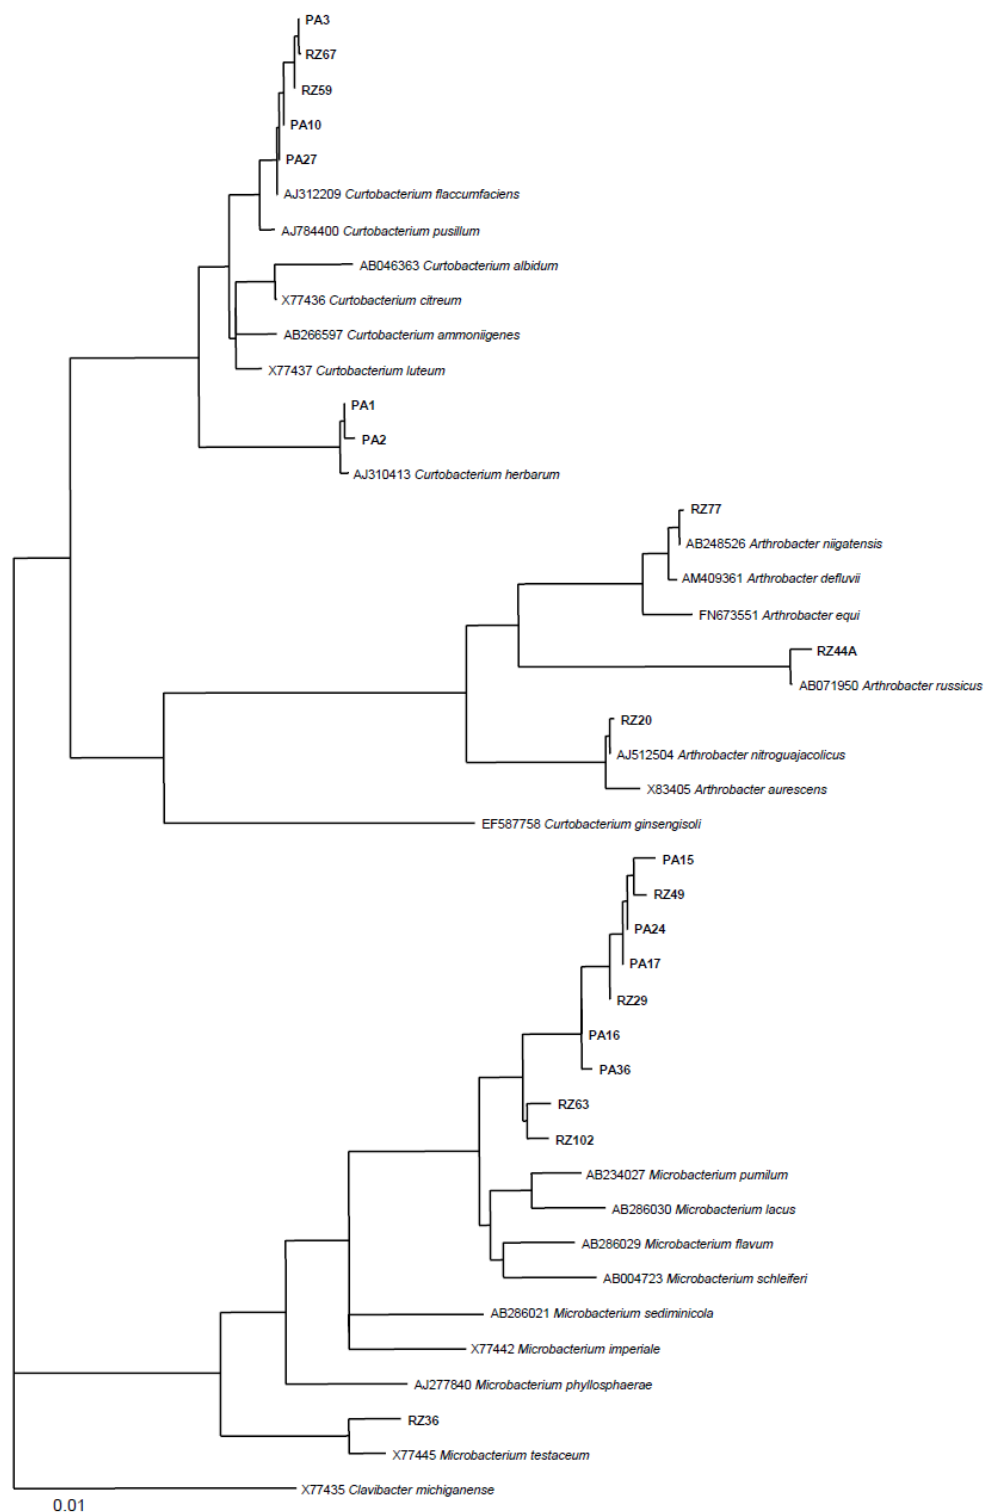 PA3
RZ67
RZ59
PA10
PA27
AJ312209 Curtobacterium flaccumfaciens
AJ784400 Curtobacterium pusillum
AB046363 Curtobacterium albidum
X77436 Curtobacterium citreum
AB266597 Curtobacterium ammoniigenes
X77437 Curtobacterium luteum
PA1
PA2
AJ310413 Curtobacterium herbarum
RZ77
AB248526 Arthrobacter niigatensis
AM409361 Arthrobacter defluvii
FN673551 Arthrobacter equi
RZ44A
AB071950 Arthrobacter russicus
RZ20
AJ512504 Arthrobacter nitroguajacolicus
X83405 Arthrobacter aurescens
EF587758 Curtobacterium ginsengisoli
PA15
RZ49
PA24
PA17
RZ29
PA16
PA36
RZ63
RZ102
AB234027 Microbacterium pumilum
AB286030 Microbacterium lacus
AB286029 Microbacterium flavum
AB004723 Microbacterium schleiferi
AB286021 Microbacterium sediminicola
X77442 Microbacterium imperiale
AJ277840 Microbacterium phyllosphaerae
RZ36
X77445 Microbacterium testaceum
X77435 Clavibacter michiganense
0.01